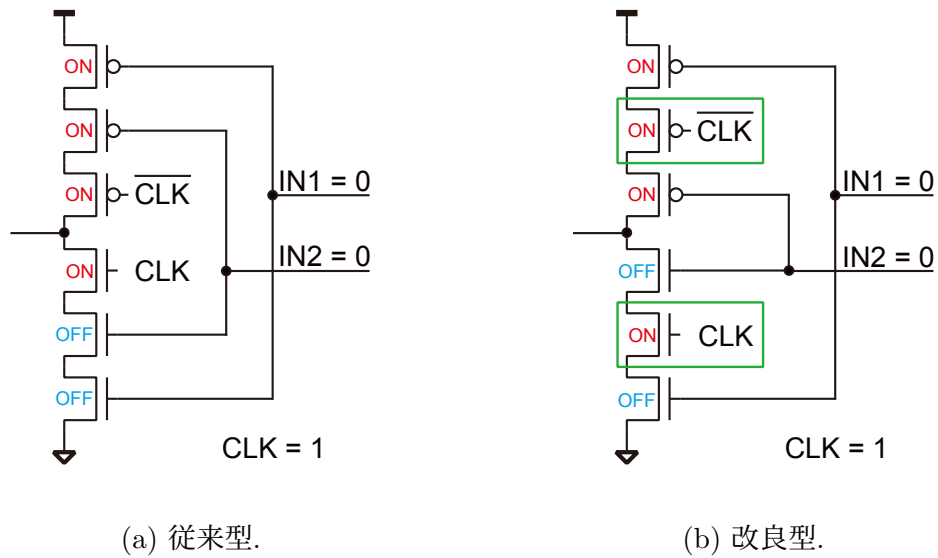 ON
ON
ON
CLK
ON
CLK
OFF
OFF
IN1 = 0
IN2 = 0
CLK = 1
(a) 従来型.
ON
ON
CLK
ON
OFF
ON
CLK
OFF
IN1 = 0
IN2 = 0
CLK = 1
(b) 改良型.